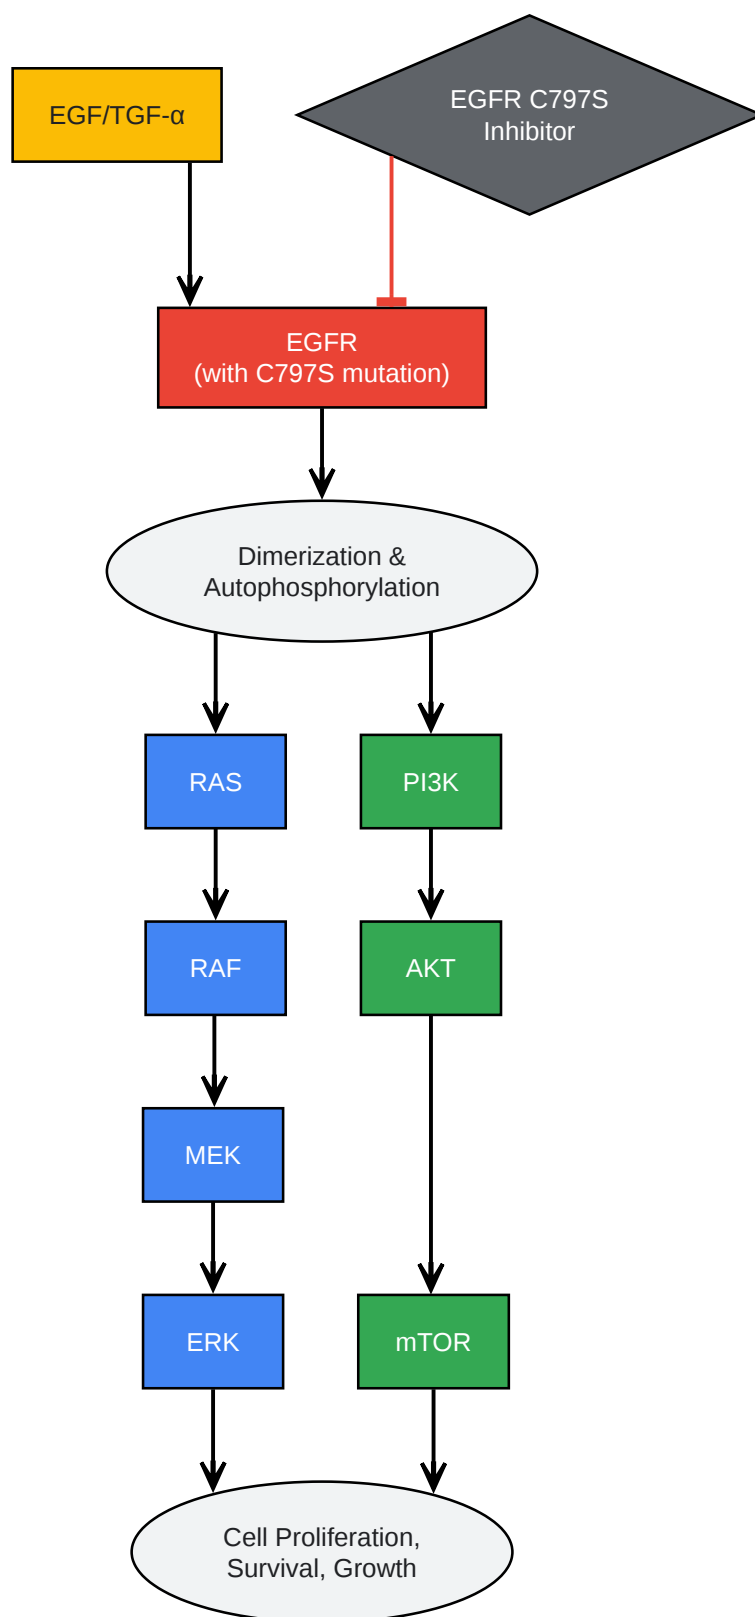 EGF/TGF-α
EGFR C797S
Inhibitor
EGFR
(with C797S mutation)
Dimerization &
Autophosphorylation
RAS
PI3K
RAF
AKT
MEK
ERK
mTOR
Cell Proliferation,
Survival, Growth